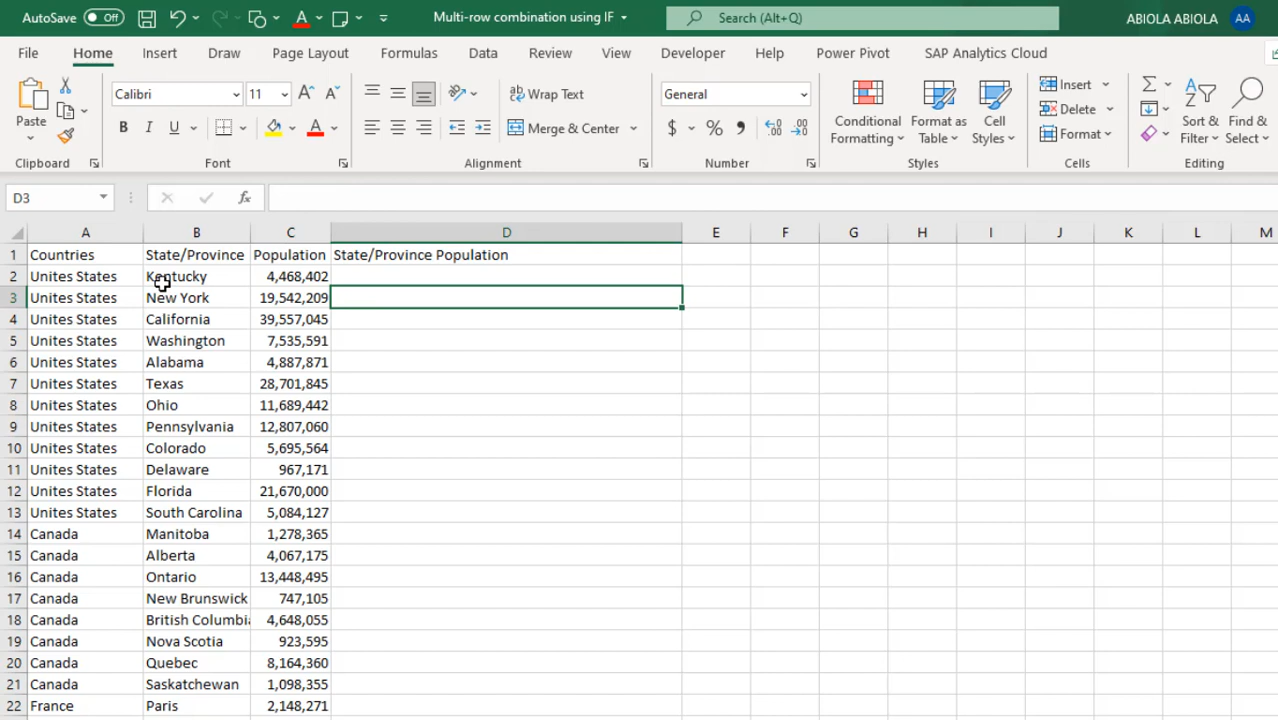 AutoSave Off Multi-row combination using IF Search (Alt+Q) ABIOLA ABIOLA AA
File Home Insert Draw Page Layout Formulas Data Review View Developer Help Power Pivot SAP Analytics Cloud
Paste Calibri 11 A A Wrap Text General Conditional Formatting Format as Table Cell Styles Insert Sort & Filter Find & Select
B I U A Merge & Center $ % Delete
Format
Clipboard Font Alignment Number Styles Cells Editing
D3 fx
A B C D E F G H I J K L M
1 Countries State/Province Population State/Province Population
2 Unites States Kentucky 4,468,402
3 Unites States New York 19,542,209
4 Unites States California 39,557,045
5 Unites States Washington 7,535,591
6 Unites States Alabama 4,887,871
7 Unites States Texas 28,701,845
8 Unites States Ohio 11,689,442
9 Unites States Pennsylvania 12,807,060
10 Unites States Colorado 5,695,564
11 Unites States Delaware 967,171
12 Unites States Florida 21,670,000
13 Unites States South Carolina 5,084,127
14 Canada Manitoba 1,278,365
15 Canada Alberta 4,067,175
16 Canada Ontario 13,448,495
17 Canada New Brunswick 747,105
18 Canada British Columbia 4,648,055
19 Canada Nova Scotia 923,595
20 Canada Quebec 8,164,360
21 Canada Saskatchewan 1,098,355
22 France Paris 2,148,271